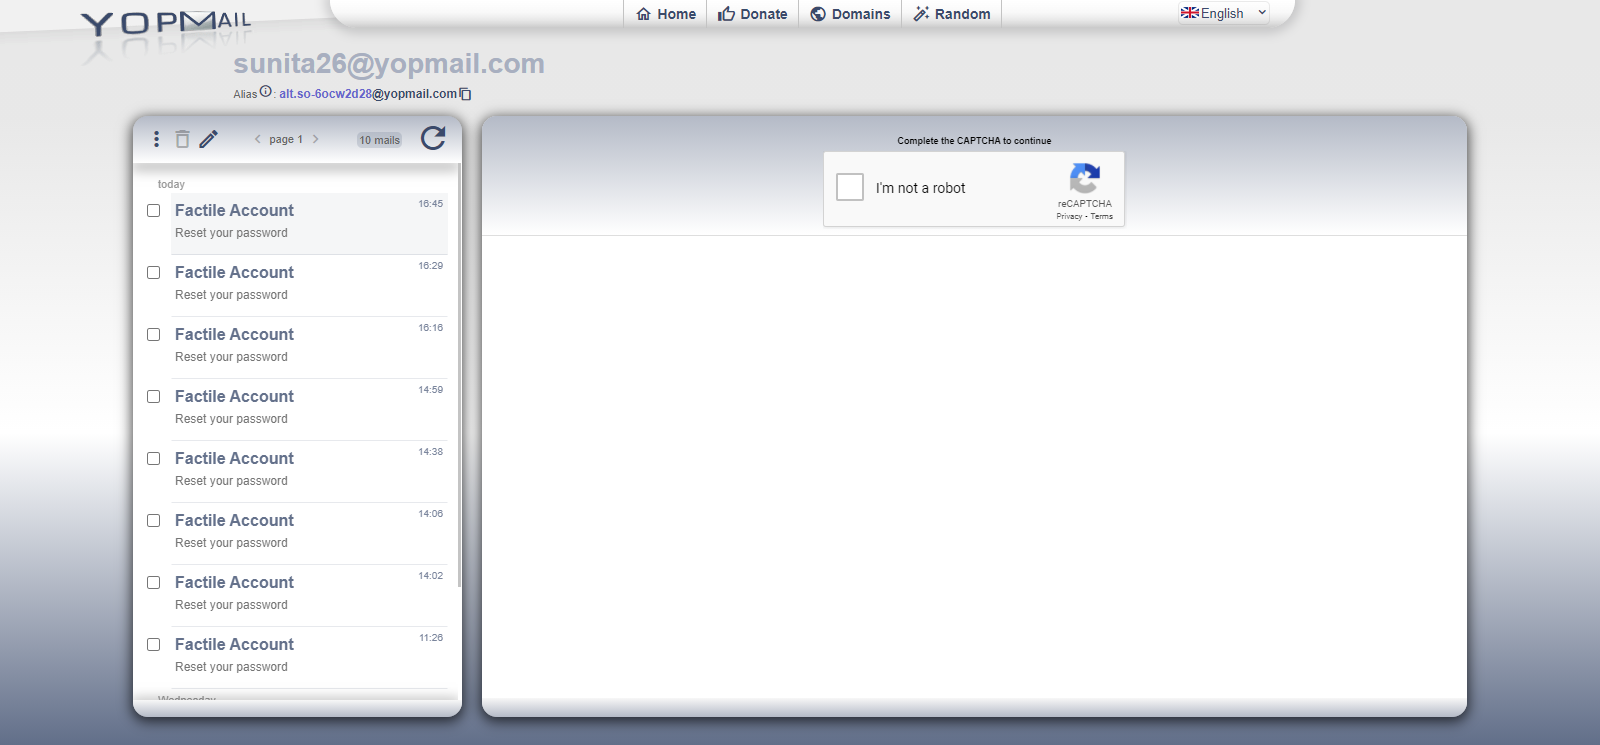 YOPMAIL
Home
Donate
Domains
Random
English
sunita26@yopmail.com
Alias : alt.so-6ocw2d28@yopmail.com
page 1
10 mails
today
Factile Account 16:45
Reset your password
Factile Account 16:29
Reset your password
Factile Account 16:16
Reset your password
Factile Account 14:59
Reset your password
Factile Account 14:38
Reset your password
Factile Account 14:06
Reset your password
Factile Account 14:02
Reset your password
Factile Account 11:26
Reset your password
Wednesday
Complete the CAPTCHA to continue
I'm not a robot
reCAPTCHA
Privacy - Terms